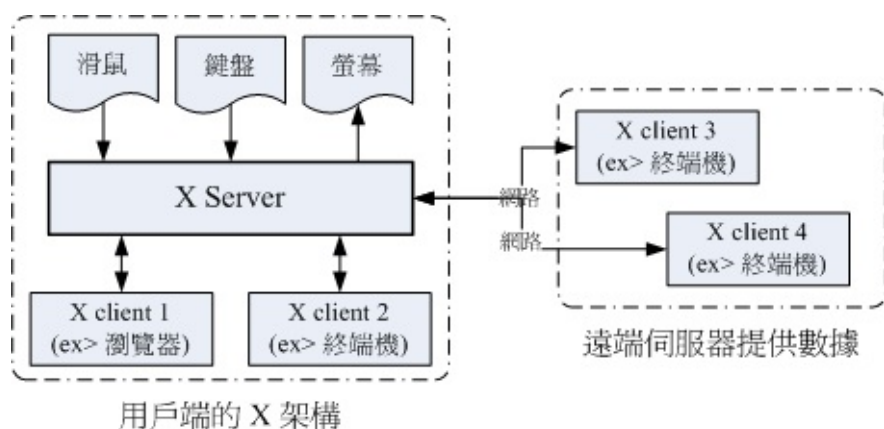 滑鼠
鍵盤
螢幕
X Server
X client 1
(ex> 瀏覽器)
X client 2
(ex> 終端機)
用戶端的 X 架構
網路
網路
X client 3
(ex> 終端機)
X client 4
(ex> 終端機)
遠端伺服器提供數據